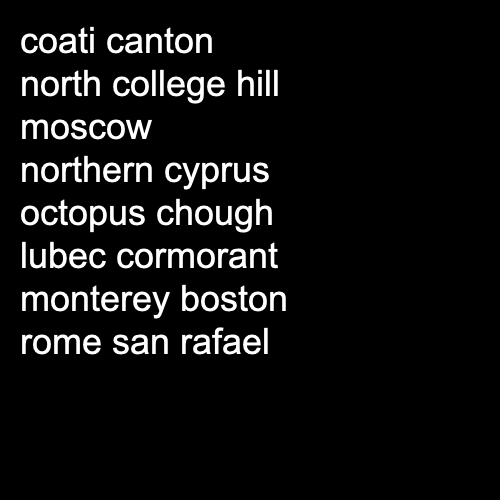 coati canton
north college hill
moscow
northern cyprus
octopus chough
lubec cormorant
monterey boston
rome san rafael